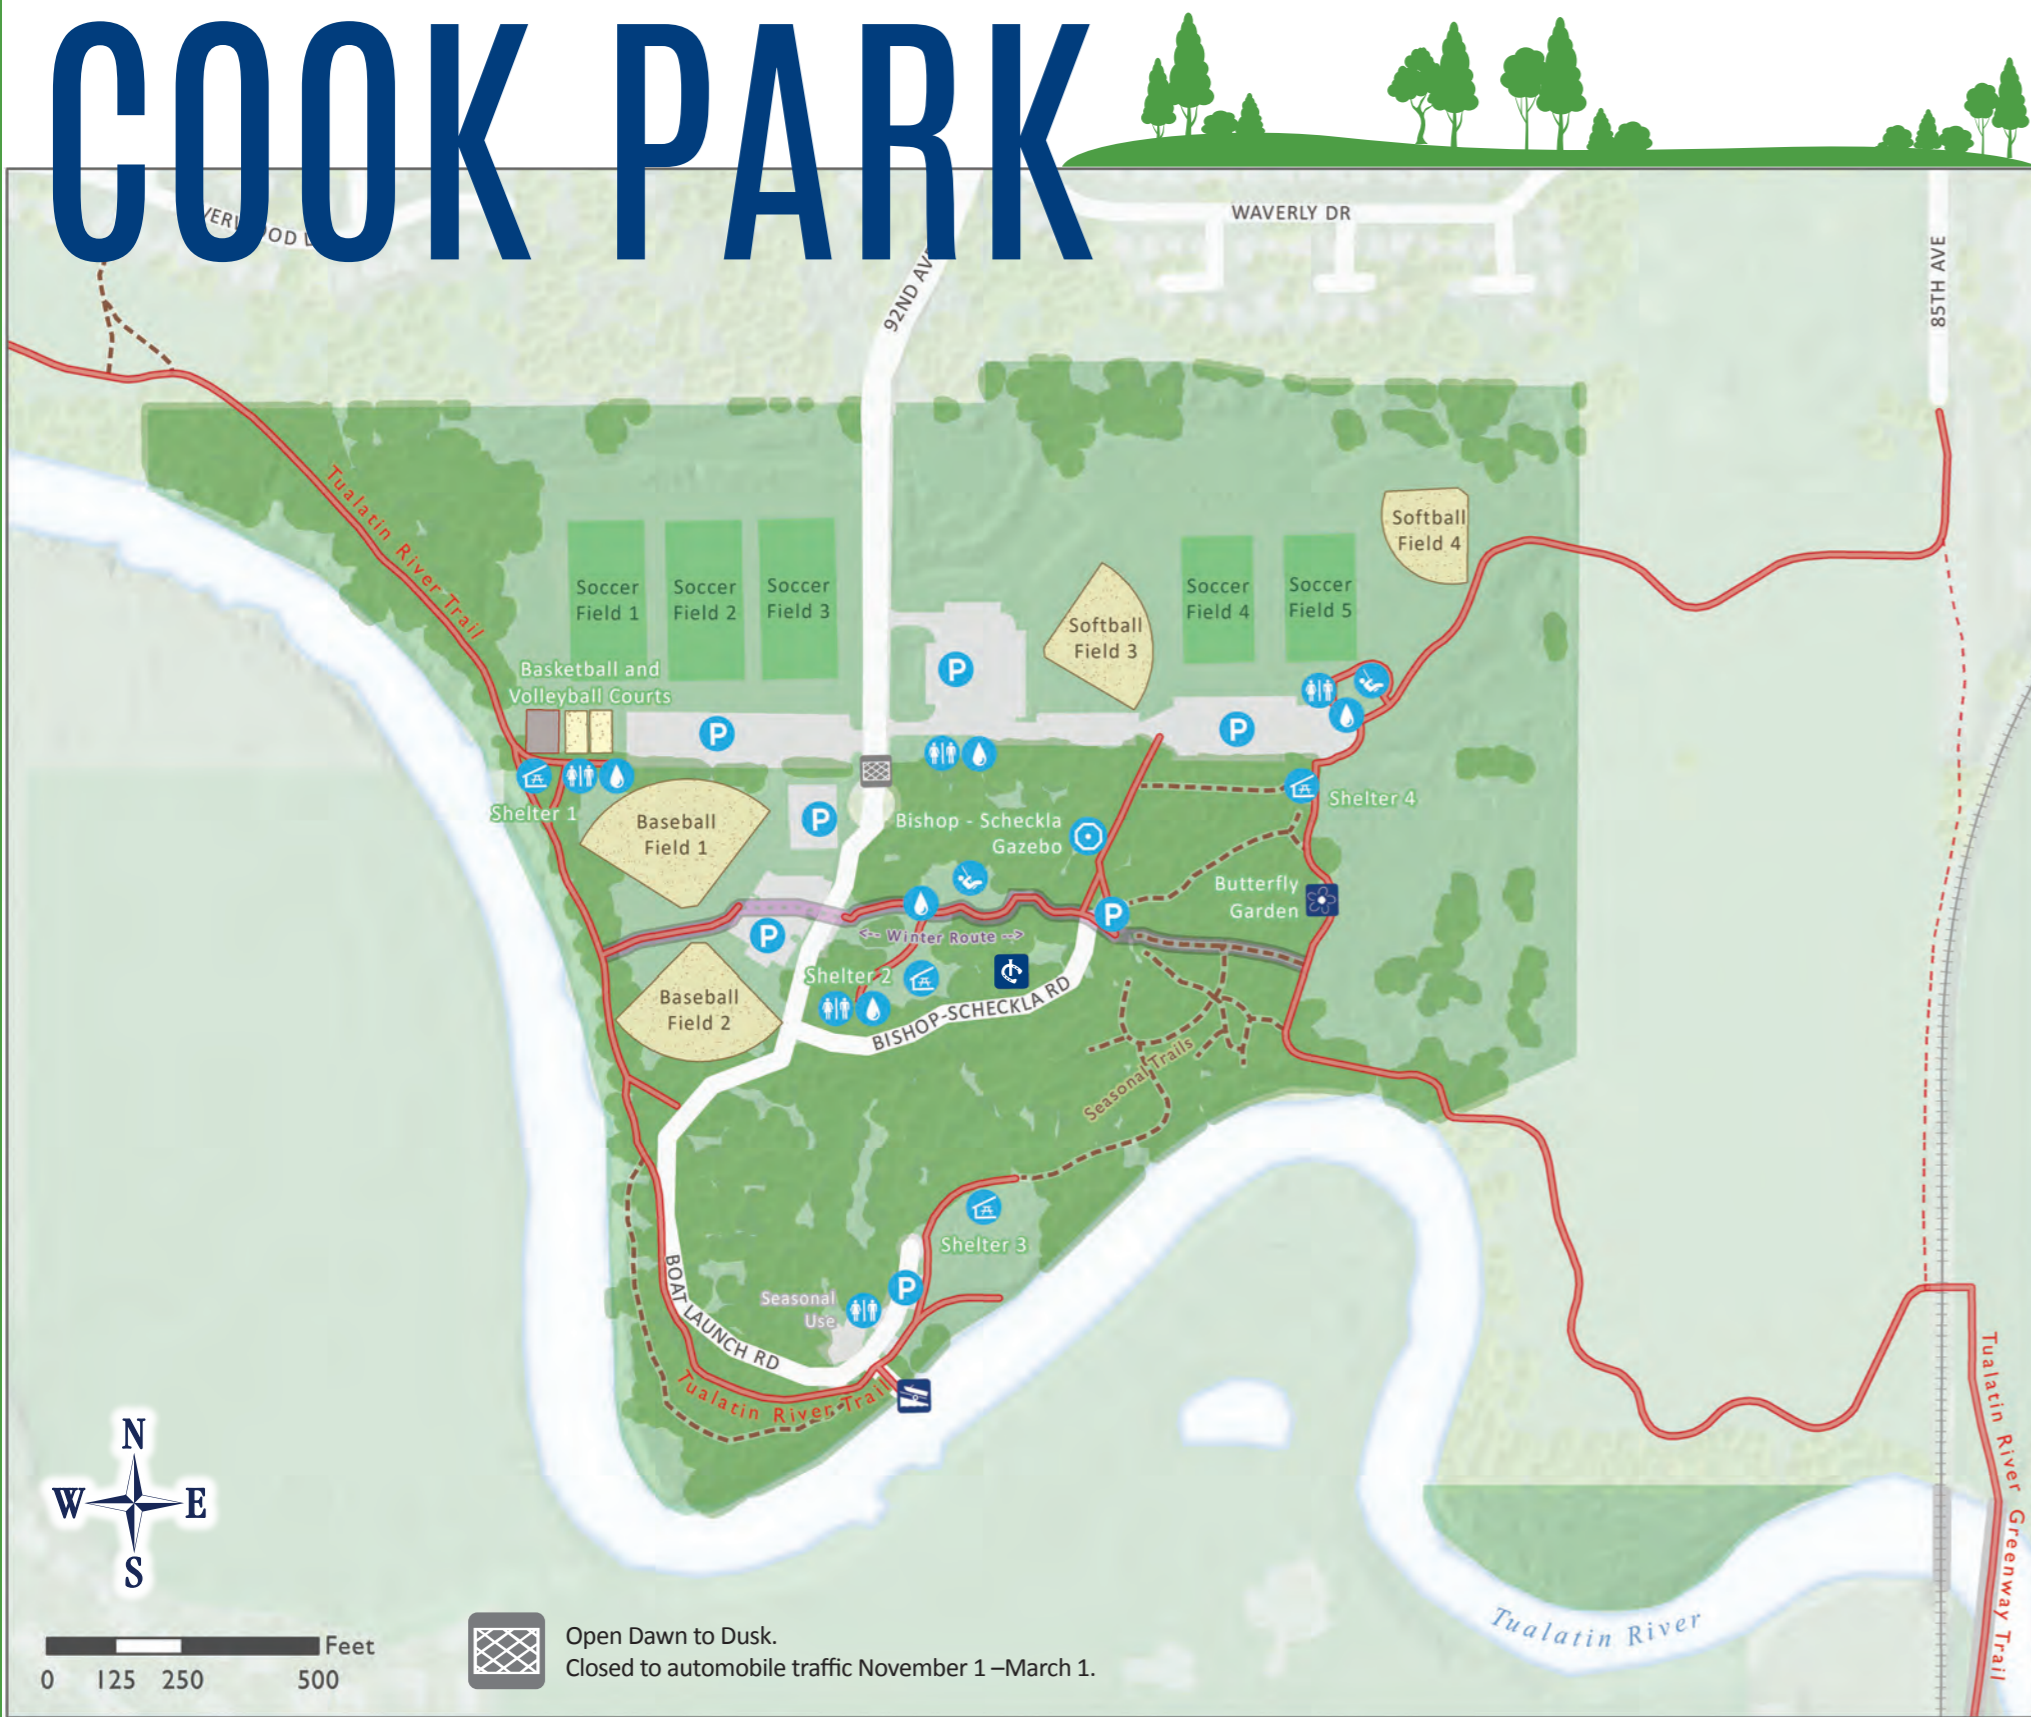 COOK PARK
WAVERLY DR
92ND AVE
85TH AVE
Tualatin River Trail
Softball
Field 4
Soccer
Field 1
Soccer
Field 2
Soccer
Field 3
Soccer
Field 4
Soccer
Field 5
Softball
Field 3
Basketball and
Volleyball Courts
P
P
P
Shelter 1
Baseball
Field 1
P
Bishop - Scheckla
Gazebo
Shelter 4
Butterfly
Garden
P
P
<-- Winter Route -->
Shelter 2
Baseball
Field 2
BISHOP-SCHECKLA RD
Seasonal Trails
Shelter 3
BOAT LAUNCH RD
Seasonal
Use
P
Tualatin River Trail
Tualatin River Greenway Trail
Tualatin River
N
W E
S
Feet
0 125 250 500
Open Dawn to Dusk.
Closed to automobile traffic November 1 –March 1.